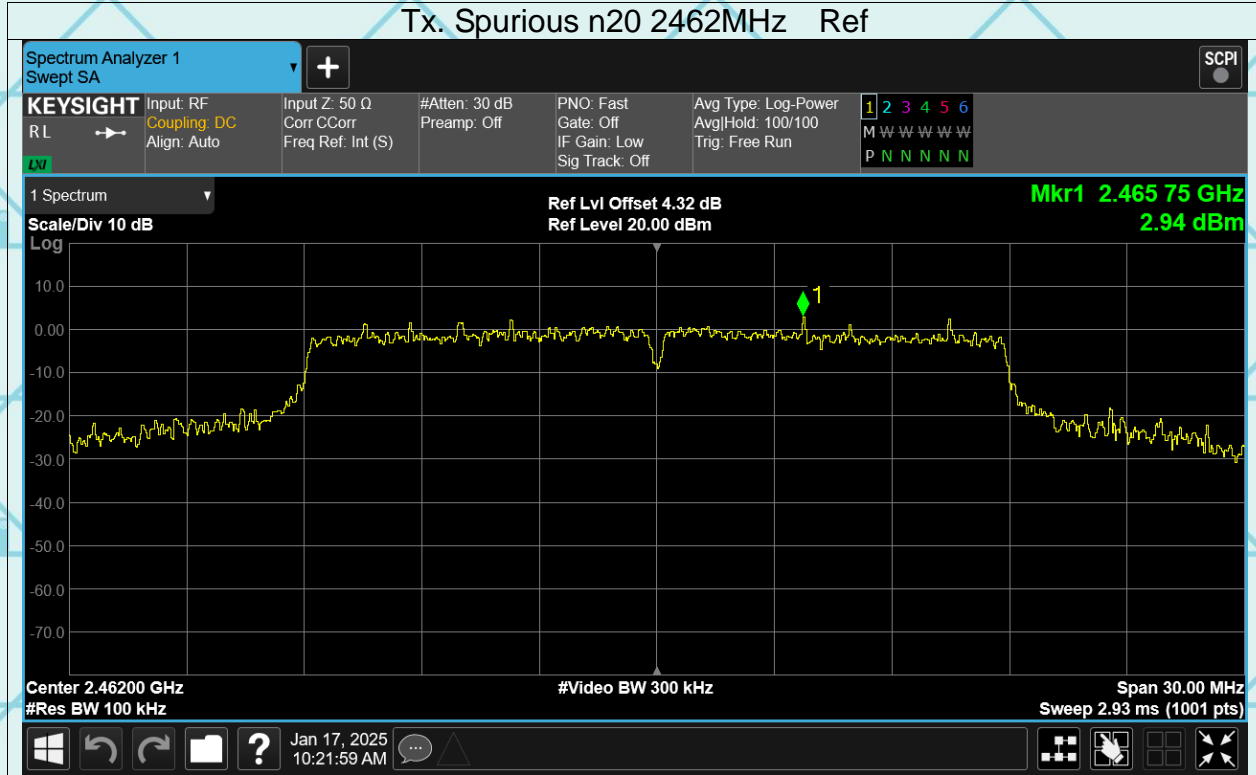 Tx. Spurious n20 2462MHz Ref
Spectrum Analyzer 1
Swept SA
+
SCPI
KEYSIGHT
R L
LXI
Input: RF
Coupling: DC
Align: Auto
Input Z: 50 Ω
Corr CCorr
Freq Ref: Int (S)
#Atten: 30 dB
Preamp: Off
PNO: Fast
Gate: Off
IF Gain: Low
Sig Track: Off
Avg Type: Log-Power
Avg|Hold: 100/100
Trig: Free Run
1 2 3 4 5 6
M W W W W W
P N N N N N
1 Spectrum
Scale/Div 10 dB
Ref Lvl Offset 4.32 dB
Ref Level 20.00 dBm
Mkr1 2.465 75 GHz
2.94 dBm
Log
1
10.0
0.00
-10.0
-20.0
-30.0
-40.0
-50.0
-60.0
-70.0
Center 2.46200 GHz
#Res BW 100 kHz
#Video BW 300 kHz
Span 30.00 MHz
Sweep 2.93 ms (1001 pts)
?
Jan 17, 2025
10:21:59 AM